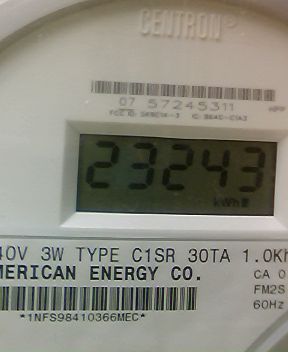 CENTRON®
07 57245311
23243
kWh
40V 3W TYPE C1SR 30TA 1.0Kh
MERICAN ENERGY CO.
CA 0
FM2S
60Hz
*1NFS98410366MEC*